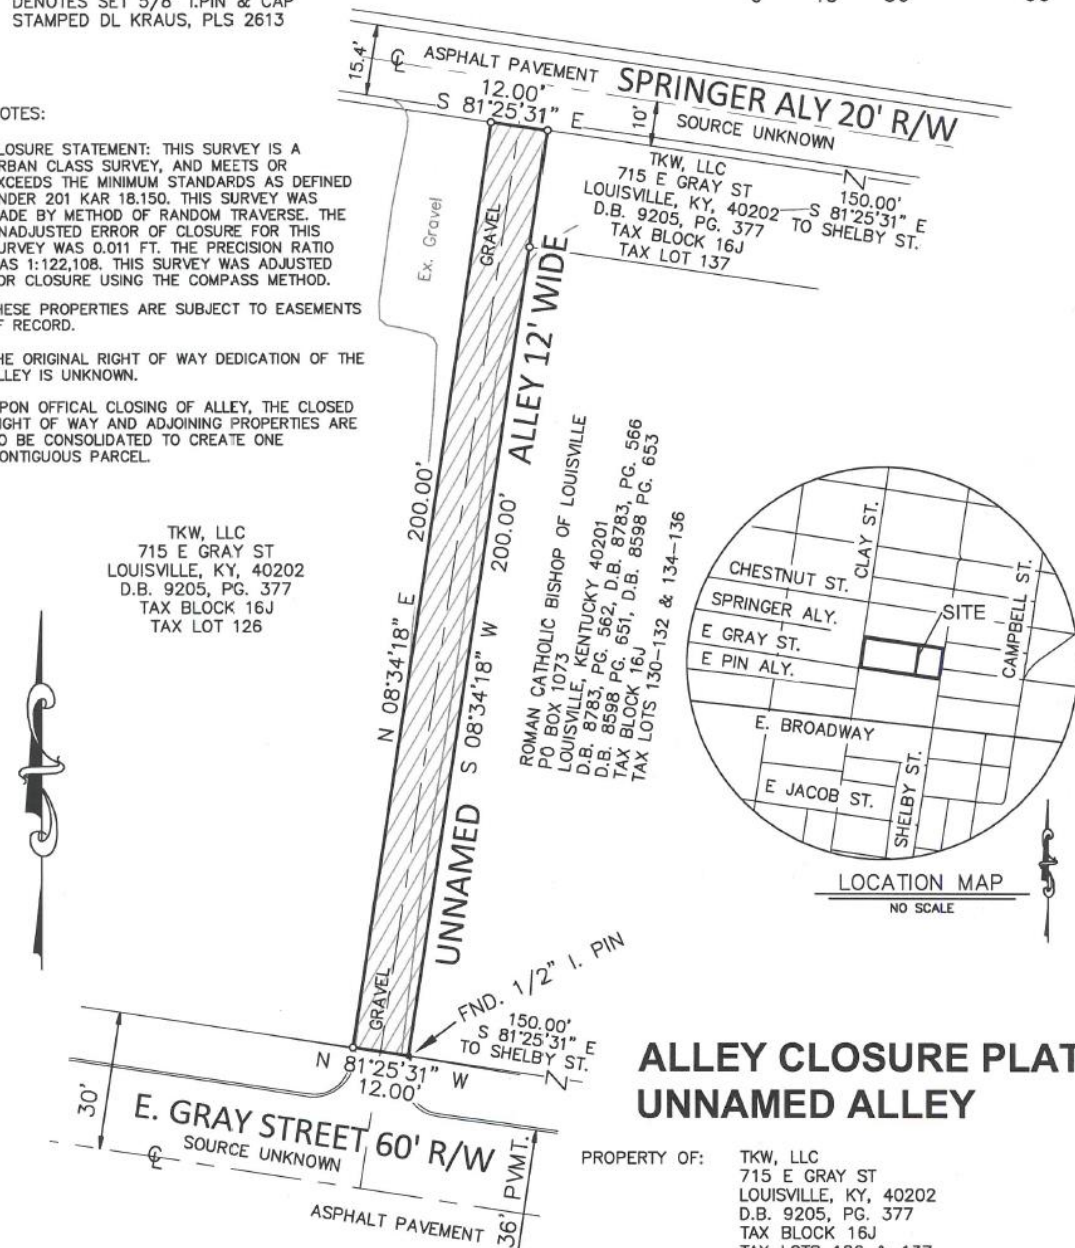 DENOTES SET 5/8" I.PIN & CAP
STAMPED DL KRAUS, PLS 2613
OTES:
LOSURE STATEMENT: THIS SURVEY IS A
RBAN CLASS SURVEY, AND MEETS OR
XCEEDS THE MINIMUM STANDARDS AS DEFINED
NDER 201 KAR 18.150. THIS SURVEY WAS
ADE BY METHOD OF RANDOM TRAVERSE. THE
NADJUSTED ERROR OF CLOSURE FOR THIS
URVEY WAS 0.011 FT. THE PRECISION RATIO
AS 1:122,108. THIS SURVEY WAS ADJUSTED
OR CLOSURE USING THE COMPASS METHOD.
HESE PROPERTIES ARE SUBJECT TO EASEMENTS
F RECORD.
HE ORIGINAL RIGHT OF WAY DEDICATION OF THE
LLEY IS UNKNOWN.
PON OFFICAL CLOSING OF ALLEY, THE CLOSED
IGHT OF WAY AND ADJOINING PROPERTIES ARE
O BE CONSOLIDATED TO CREATE ONE
ONTIGUOUS PARCEL.
15.4'
ASPHALT PAVEMENT
SPRINGER ALY 20' R/W
SOURCE UNKNOWN
10'
12.00'
S 81°25'31" E
TKW, LLC
715 E GRAY ST
LOUISVILLE, KY, 40202
D.B. 9205, PG. 377
TAX BLOCK 16J
TAX LOT 137
150.00'
S 81°25'31" E
TO SHELBY ST.
Ex. Gravel
GRAVEL
UNNAMED ALLEY 12' WIDE
200.00'
N 08°34'18" E
S 08°34'18" W
200.00'
ROMAN CATHOLIC BISHOP OF LOUISVILLE
PO BOX 1073
LOUISVILLE, KENTUCKY 40201
D.B. 8783, PG. 562, D.B. 8783, PG. 566
D.B. 8598 PG. 651, D.B. 8598 PG. 653
TAX BLOCK 16J
TAX LOTS 130-132 & 134-136
TKW, LLC
715 E GRAY ST
LOUISVILLE, KY, 40202
D.B. 9205, PG. 377
TAX BLOCK 16J
TAX LOT 126
CLAY ST.
CHESTNUT ST.
SPRINGER ALY.
E GRAY ST.
E PIN ALY.
SITE
CAMPBELL ST.
E. BROADWAY
E JACOB ST.
SHELBY ST.
LOCATION MAP
NO SCALE
GRAVEL
FND. 1/2" I. PIN
150.00'
S 81°25'31" E
TO SHELBY ST.
N 81°25'31" W
12.00'
30'
E. GRAY STREET 60' R/W
SOURCE UNKNOWN
ASPHALT PAVEMENT
36' PVMT.
ALLEY CLOSURE PLAT
UNNAMED ALLEY
PROPERTY OF:
TKW, LLC
715 E GRAY ST
LOUISVILLE, KY, 40202
D.B. 9205, PG. 377
TAX BLOCK 16J